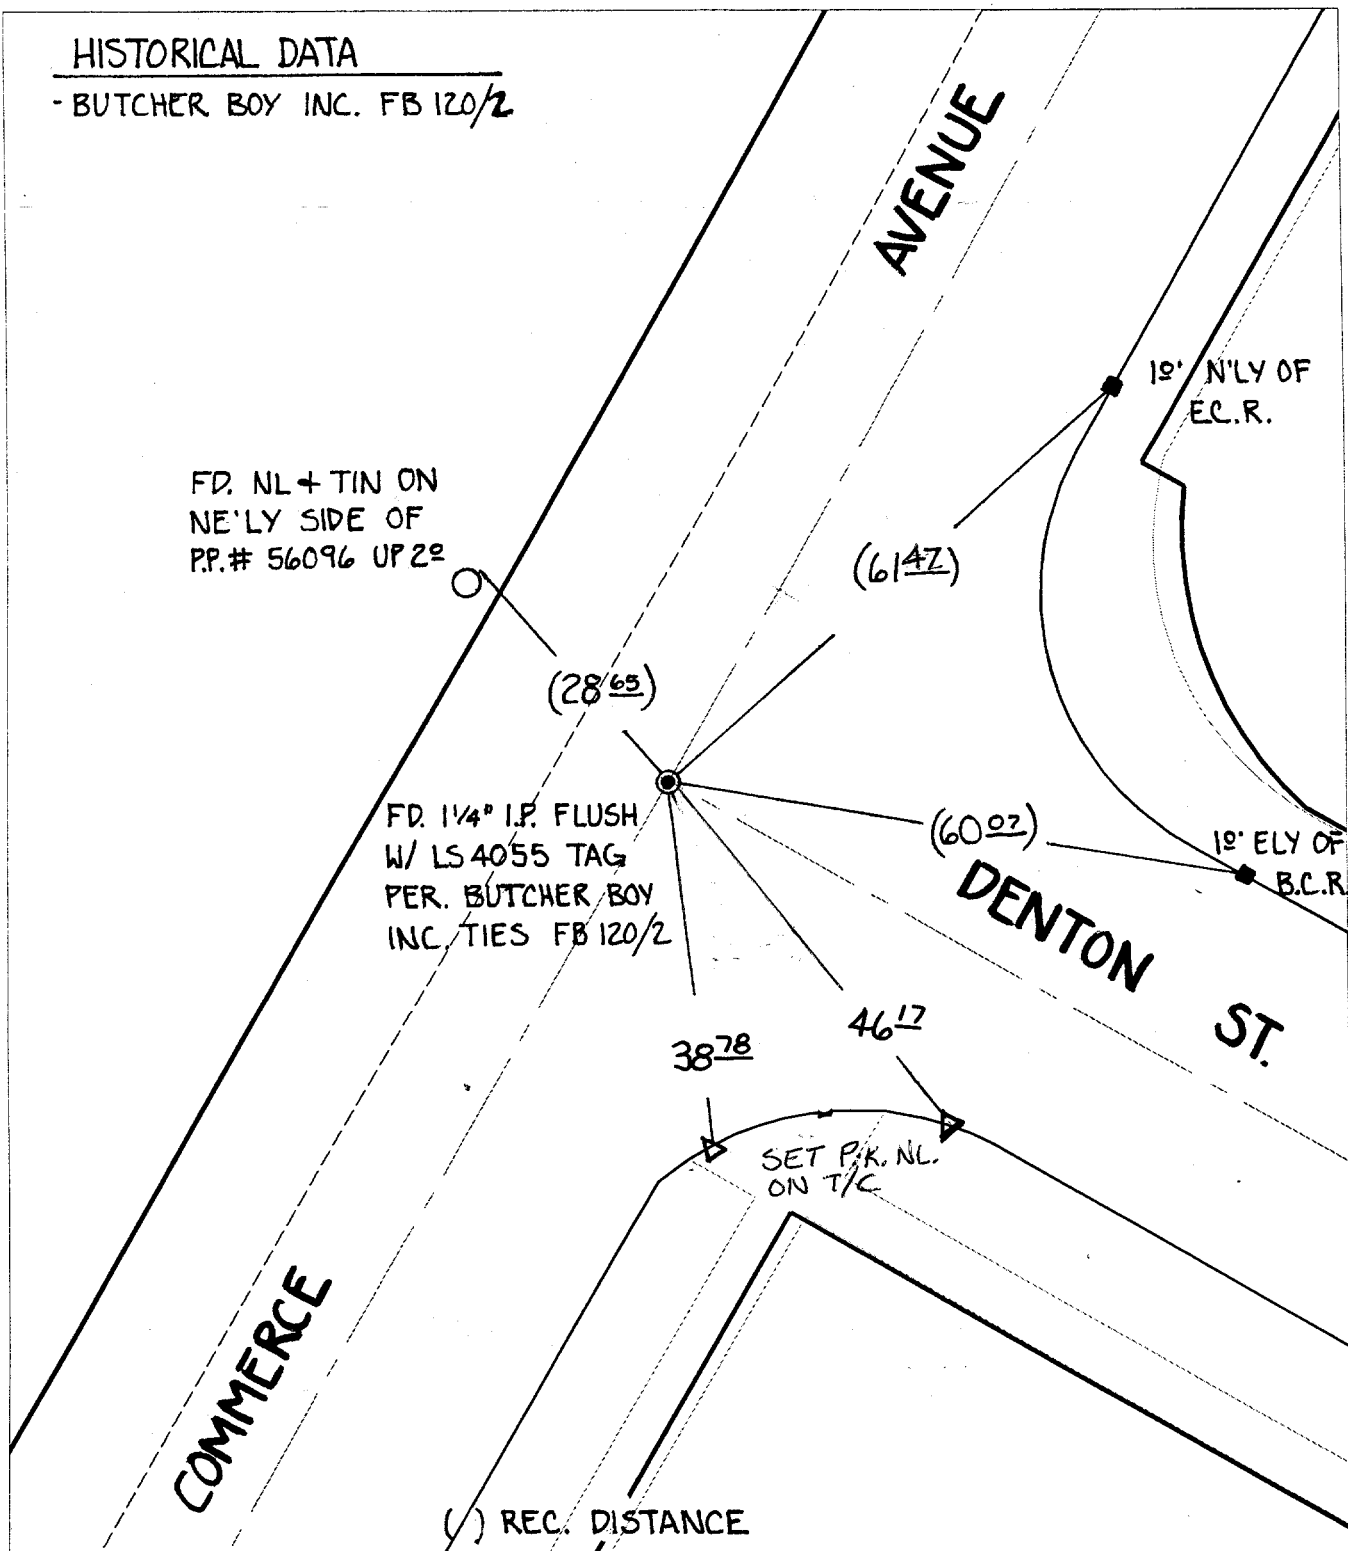 HISTORICAL DATA
- BUTCHER BOY INC. FB 120/2
AVENUE
1º' N'LY OF
E.C.R.
FD. NL + TIN ON
NE'LY SIDE OF
P.P. # 56096 UP 2º
(61 47)
(28 65)
FD. 1 1/4" I.P. FLUSH
W/ LS 4055 TAG
PER. BUTCHER BOY
INC. TIES FB 120/2
(60 07)
1º' ELY OF
B.C.R
DENTON ST.
46 17
38 78
SET P.K. NL.
ON T/C
COMMERCE
( ) REC. DISTANCE